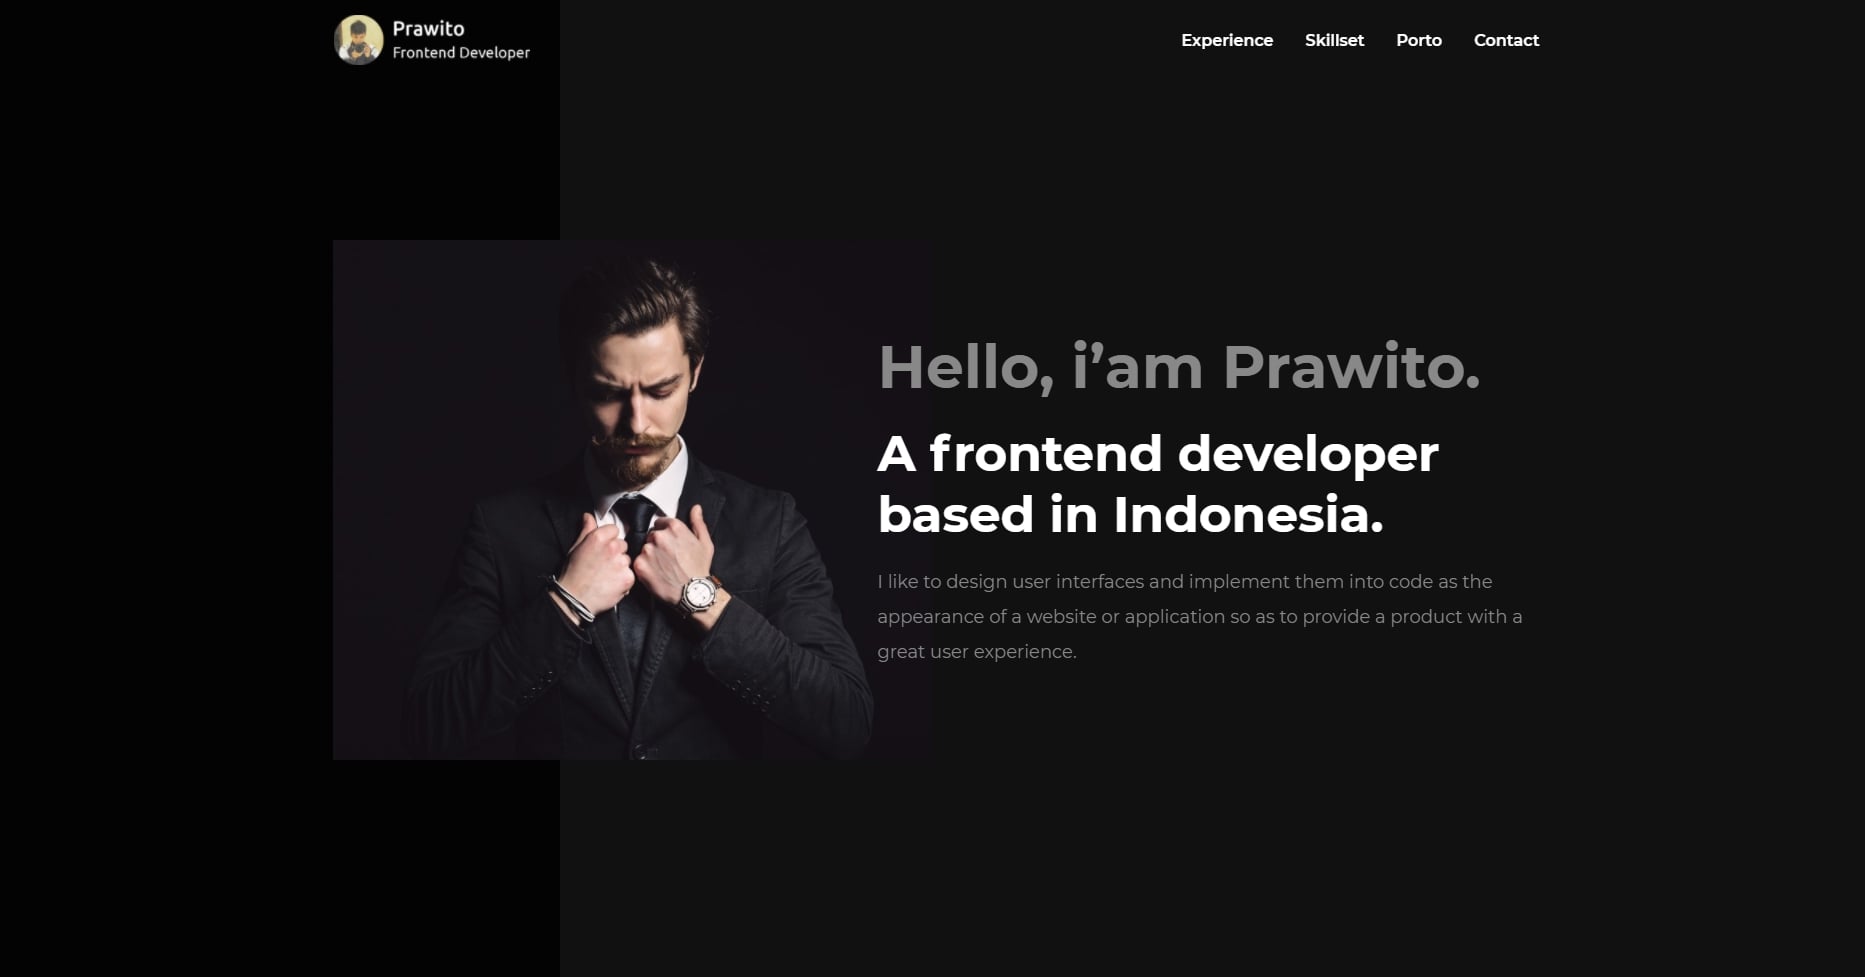 Prawito
Frontend Developer
Experience Skillset Porto Contact
Hello, i’am Prawito.
A frontend developer
based in Indonesia.
I like to design user interfaces and implement them into code as the
appearance of a website or application so as to provide a product with a
great user experience.